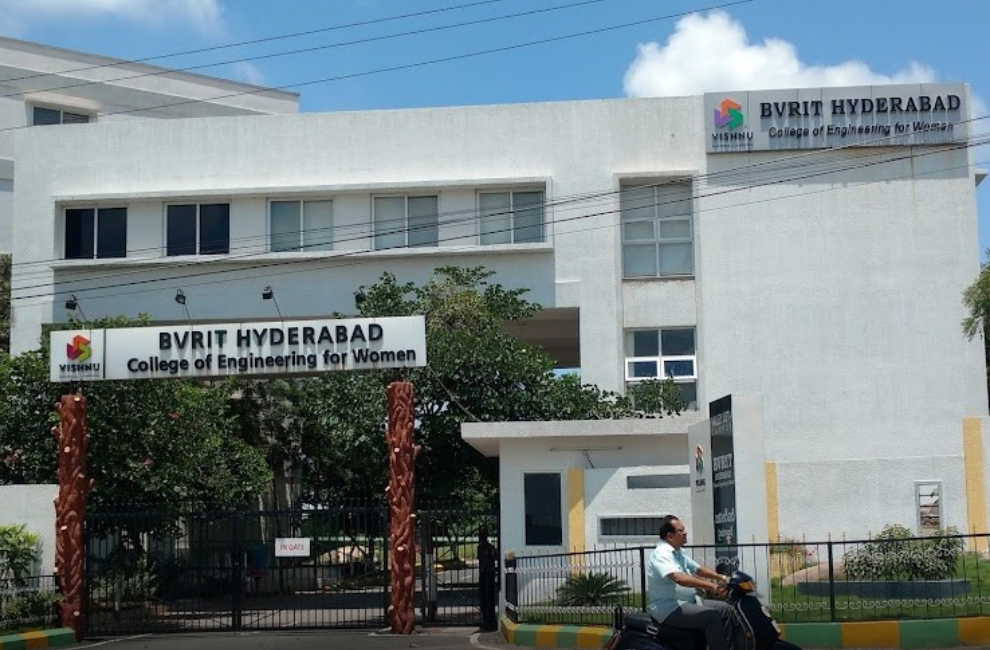 BVRIT HYDERABAD
College of Engineering for Women
VISHNU
BVRIT HYDERABAD
College of Engineering for Women
VISHNU
IN GATE
BVRIT